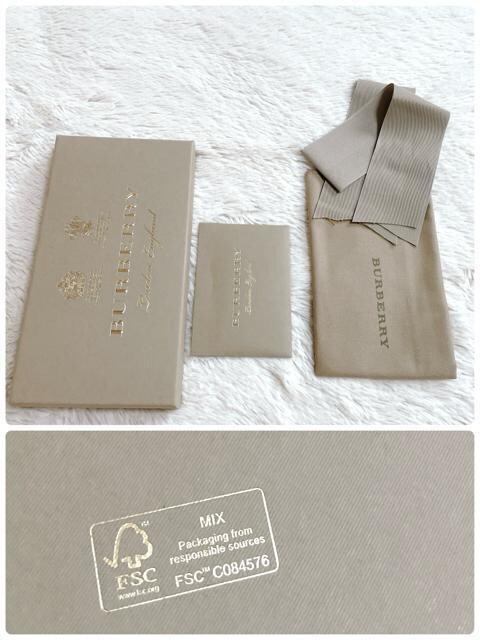 BURBERRY
London England
BURBERRY
London England
BURBERRY
FSC
www.fsc.org
MIX
Packaging from
responsible sources
FSC™ C084576